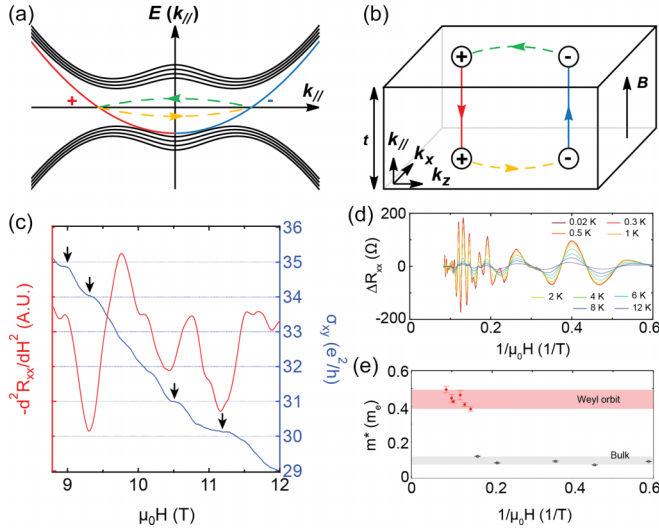 (a)
E (k//)
k//
+
-
(b)
+
-
+
-
B
t
k//
kx
kz
(c)
-d²Rxx/dH² (A.U.)
σxy (e²/h)
36
35
34
33
32
31
30
29
9
10
11
12
μ₀H (T)
(d)
ΔRxx (Ω)
200
100
0
-100
-200
0.02 K
0.3 K
0.5 K
1 K
2 K
4 K
6 K
8 K
12 K
0
0.2
0.4
0.6
1/μ₀H (1/T)
(e)
m* (me)
0.6
0.4
0.2
0.0
Weyl orbit
Bulk
0
0.2
0.4
0.6
1/μ₀H (1/T)